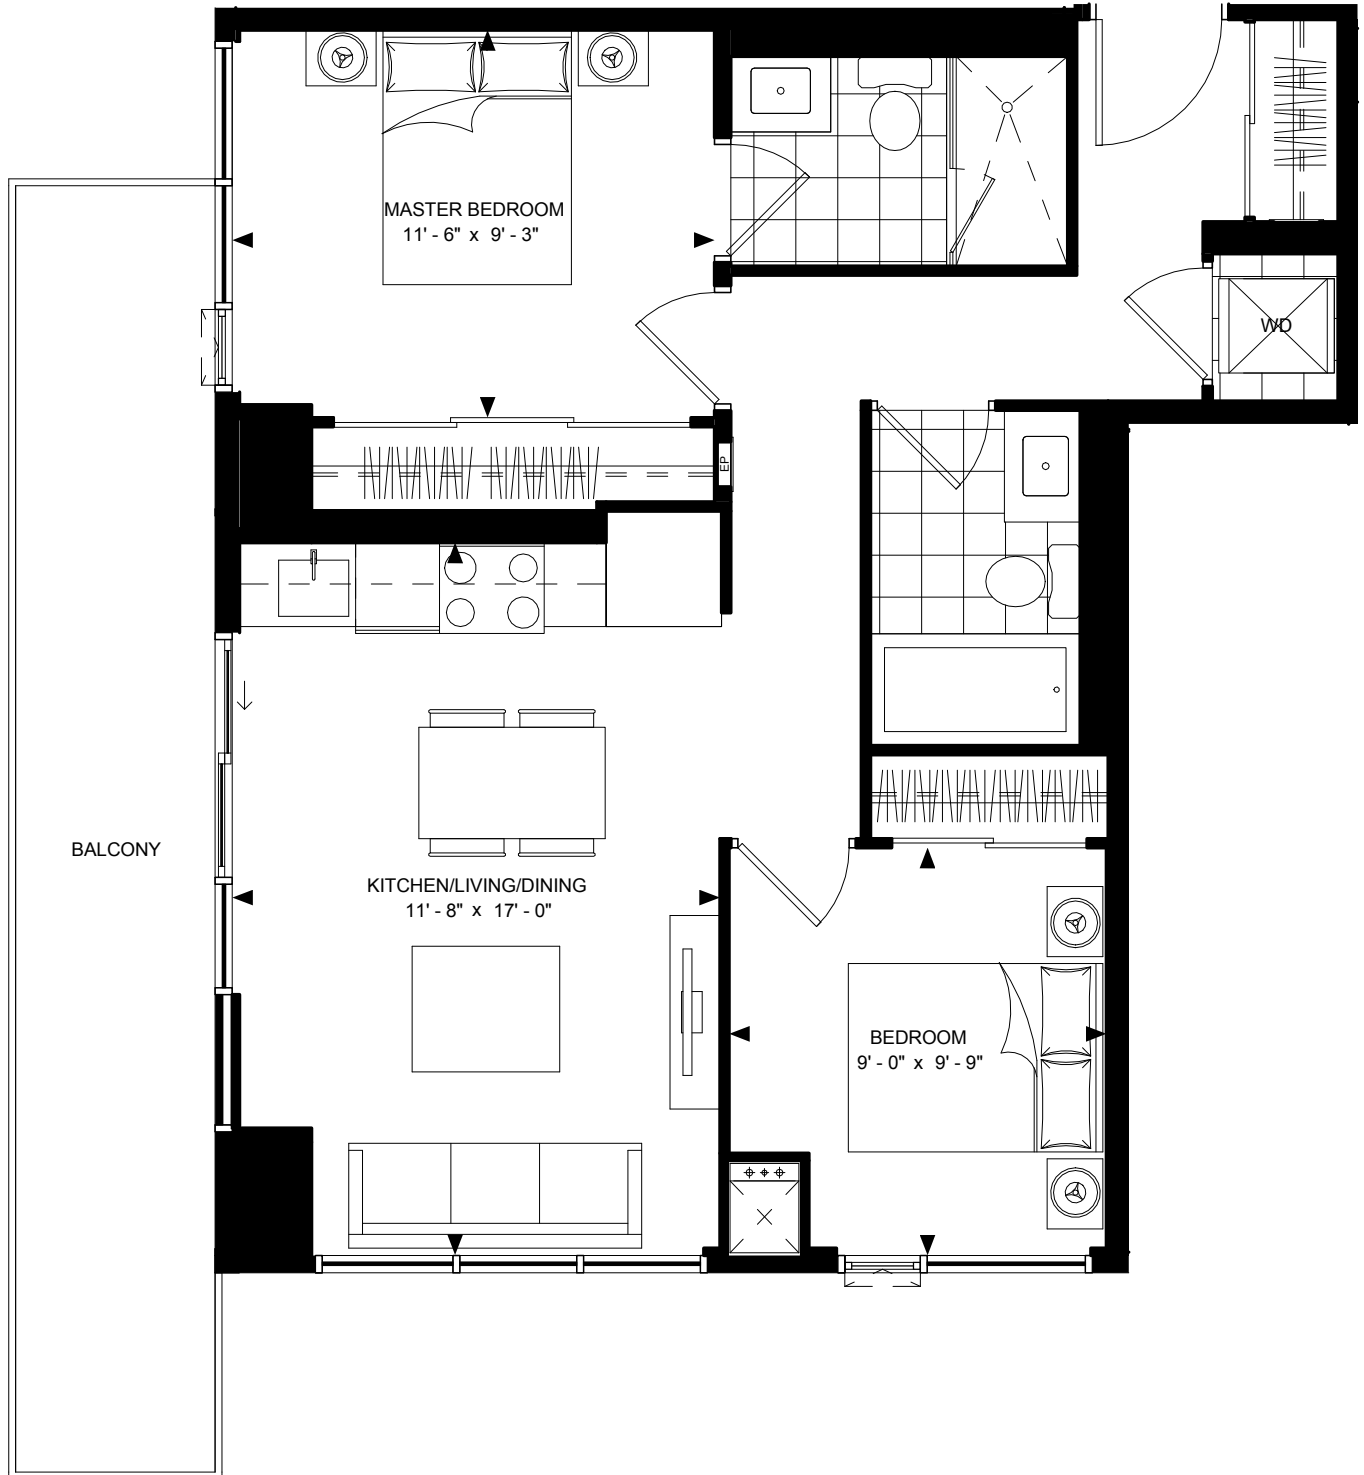 MASTER BEDROOM
11' - 6" x 9' - 3"
WD
EP
BALCONY
KITCHEN/LIVING/DINING
11' - 8" x 17' - 0"
BEDROOM
9' - 0" x 9' - 9"